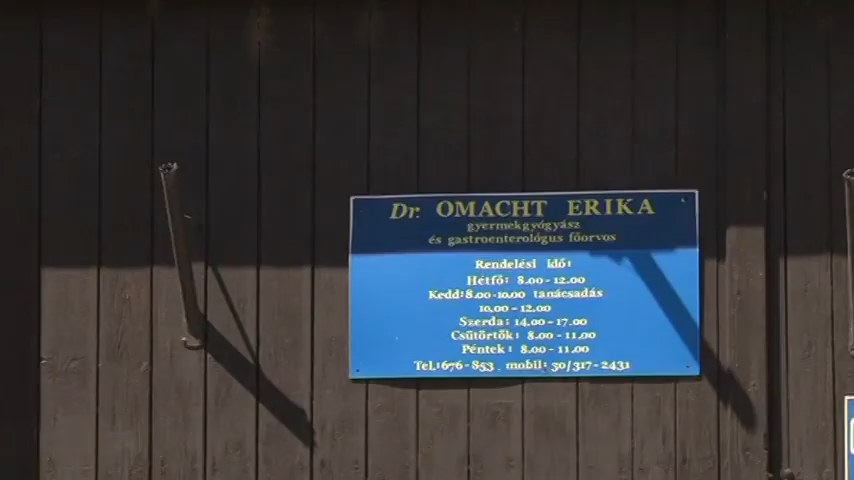 Dr. OMACHT ERIKA
gyermekgyógyász
és gastroenterológus főorvos
Rendelési idő:
Hétfő: 8.00 - 12.00
Kedd: 8.00-10.00 tanácsadás
10.00 - 12.00
Szerda: 14.00 - 17.00
Csütörtök: 8.00 - 11.00
Péntek: 8.00 - 11.00
Tel.: 676-853 mobil: 30/317-2431